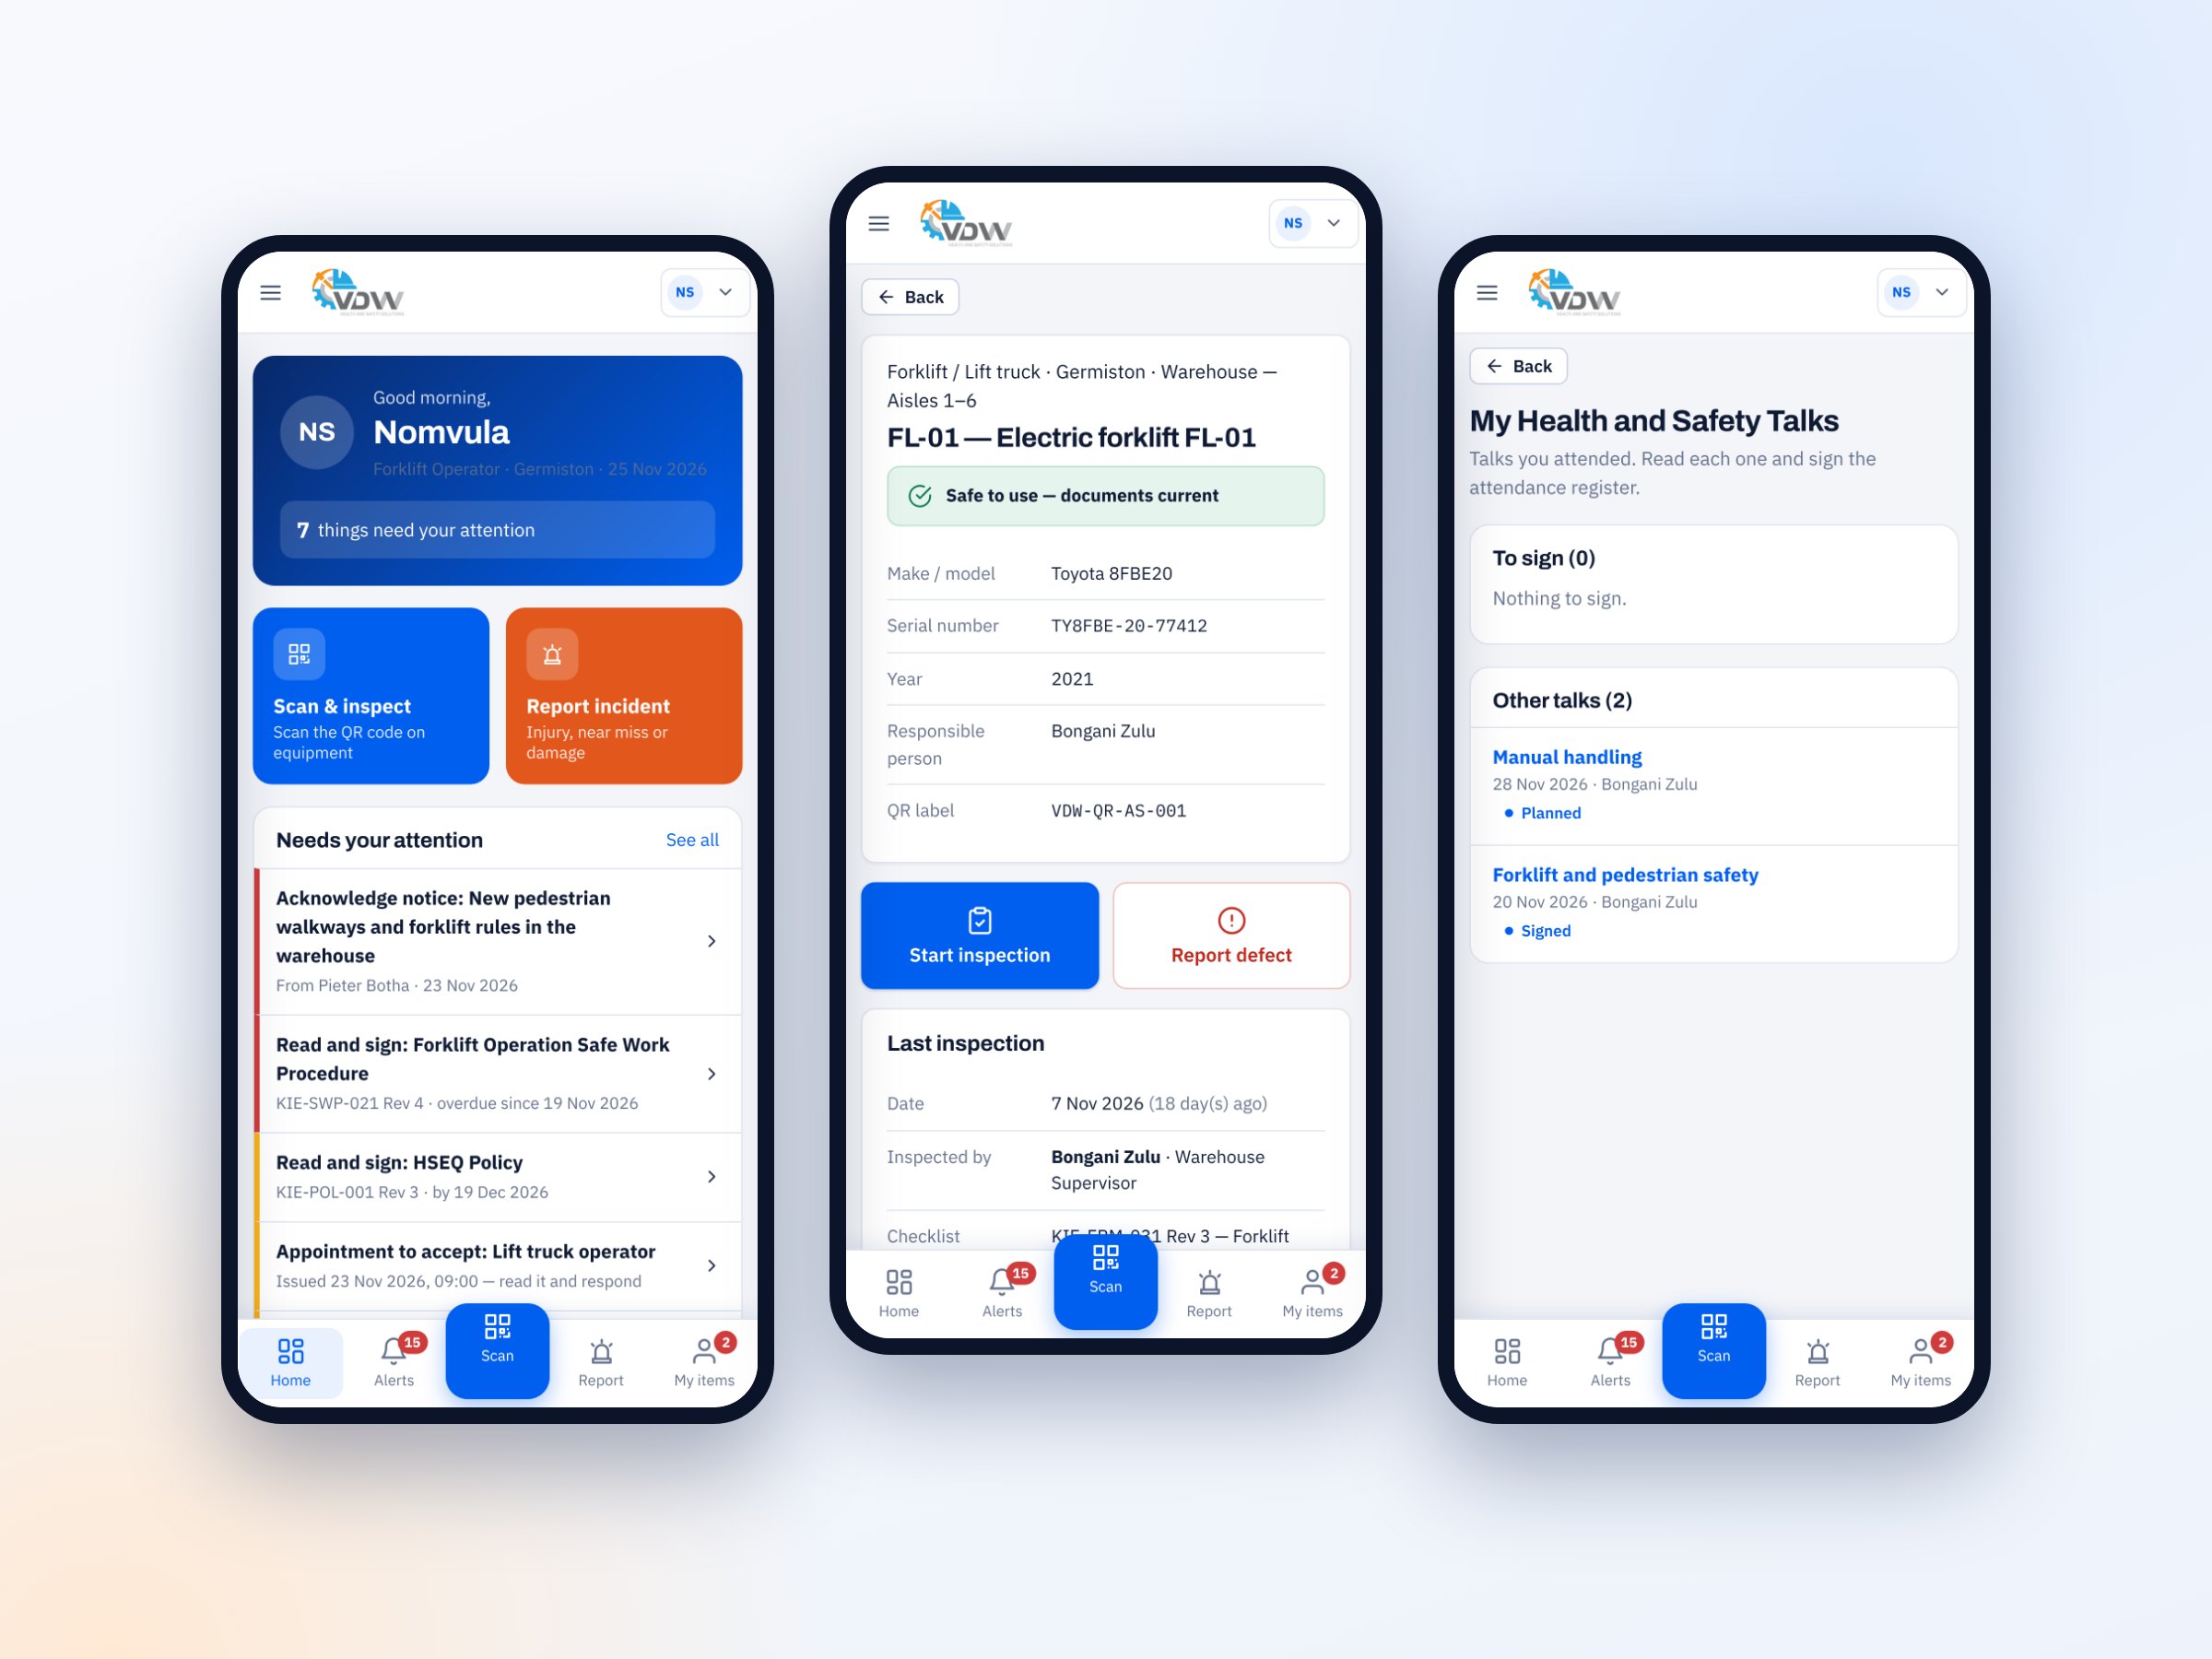 VDW
NS
Good morning,
NS
Nomvula
Forklift Operator · Germiston · 25 Nov 2026
7 things need your attention
Scan & inspect
Scan the QR code on
equipment
Report incident
Injury, near miss or
damage
Needs your attention
See all
Acknowledge notice: New pedestrian
walkways and forklift rules in the
warehouse
From Pieter Botha · 23 Nov 2026
Read and sign: Forklift Operation Safe Work
Procedure
KIE-SWP-021 Rev 4 · overdue since 19 Nov 2026
Read and sign: HSEQ Policy
KIE-POL-001 Rev 3 · by 19 Dec 2026
Appointment to accept: Lift truck operator
Issued 23 Nov 2026, 09:00 — read it and respond
Home
15
Alerts
Scan
Report
2
My items
VDW
NS
Back
Forklift / Lift truck · Germiston · Warehouse —
Aisles 1–6
FL-01 — Electric forklift FL-01
Safe to use — documents current
Make / model
Toyota 8FBE20
Serial number
TY8FBE-20-77412
Year
2021
Responsible
person
Bongani Zulu
QR label
VDW-QR-AS-001
Start inspection
Report defect
Last inspection
Date
7 Nov 2026 (18 day(s) ago)
Inspected by
Bongani Zulu · Warehouse
Supervisor
Checklist
Rev 3 — Forklift
Home
15
Alerts
Scan
Report
2
My items
VDW
NS
Back
My Health and Safety Talks
Talks you attended. Read each one and sign the
attendance register.
To sign (0)
Nothing to sign.
Other talks (2)
Manual handling
28 Nov 2026 · Bongani Zulu
Planned
Forklift and pedestrian safety
20 Nov 2026 · Bongani Zulu
Signed
Home
15
Alerts
Scan
Report
2
My items